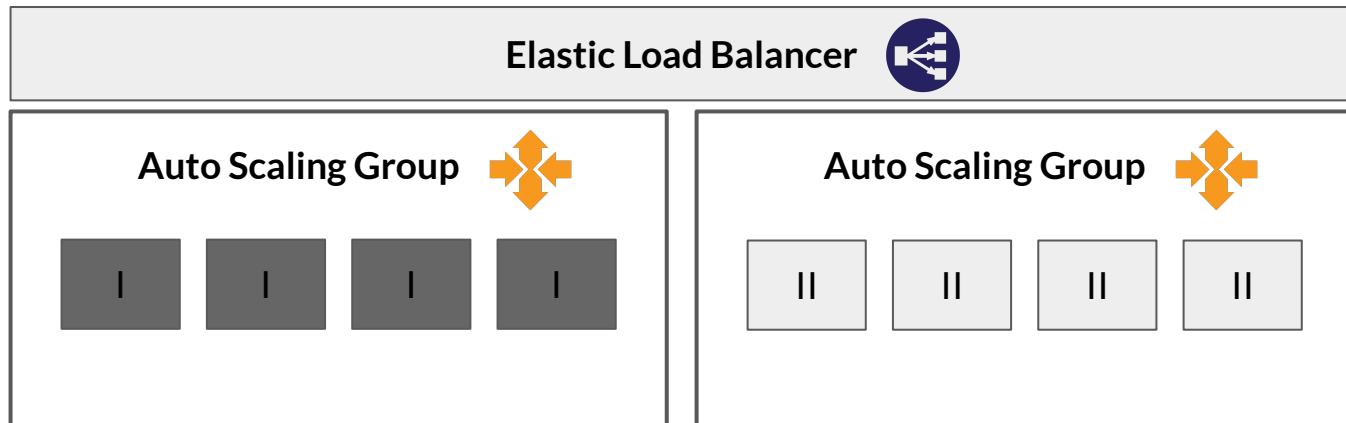 Elastic Load Balancer
Auto Scaling Group
I I I I
Auto Scaling Group
II II II II